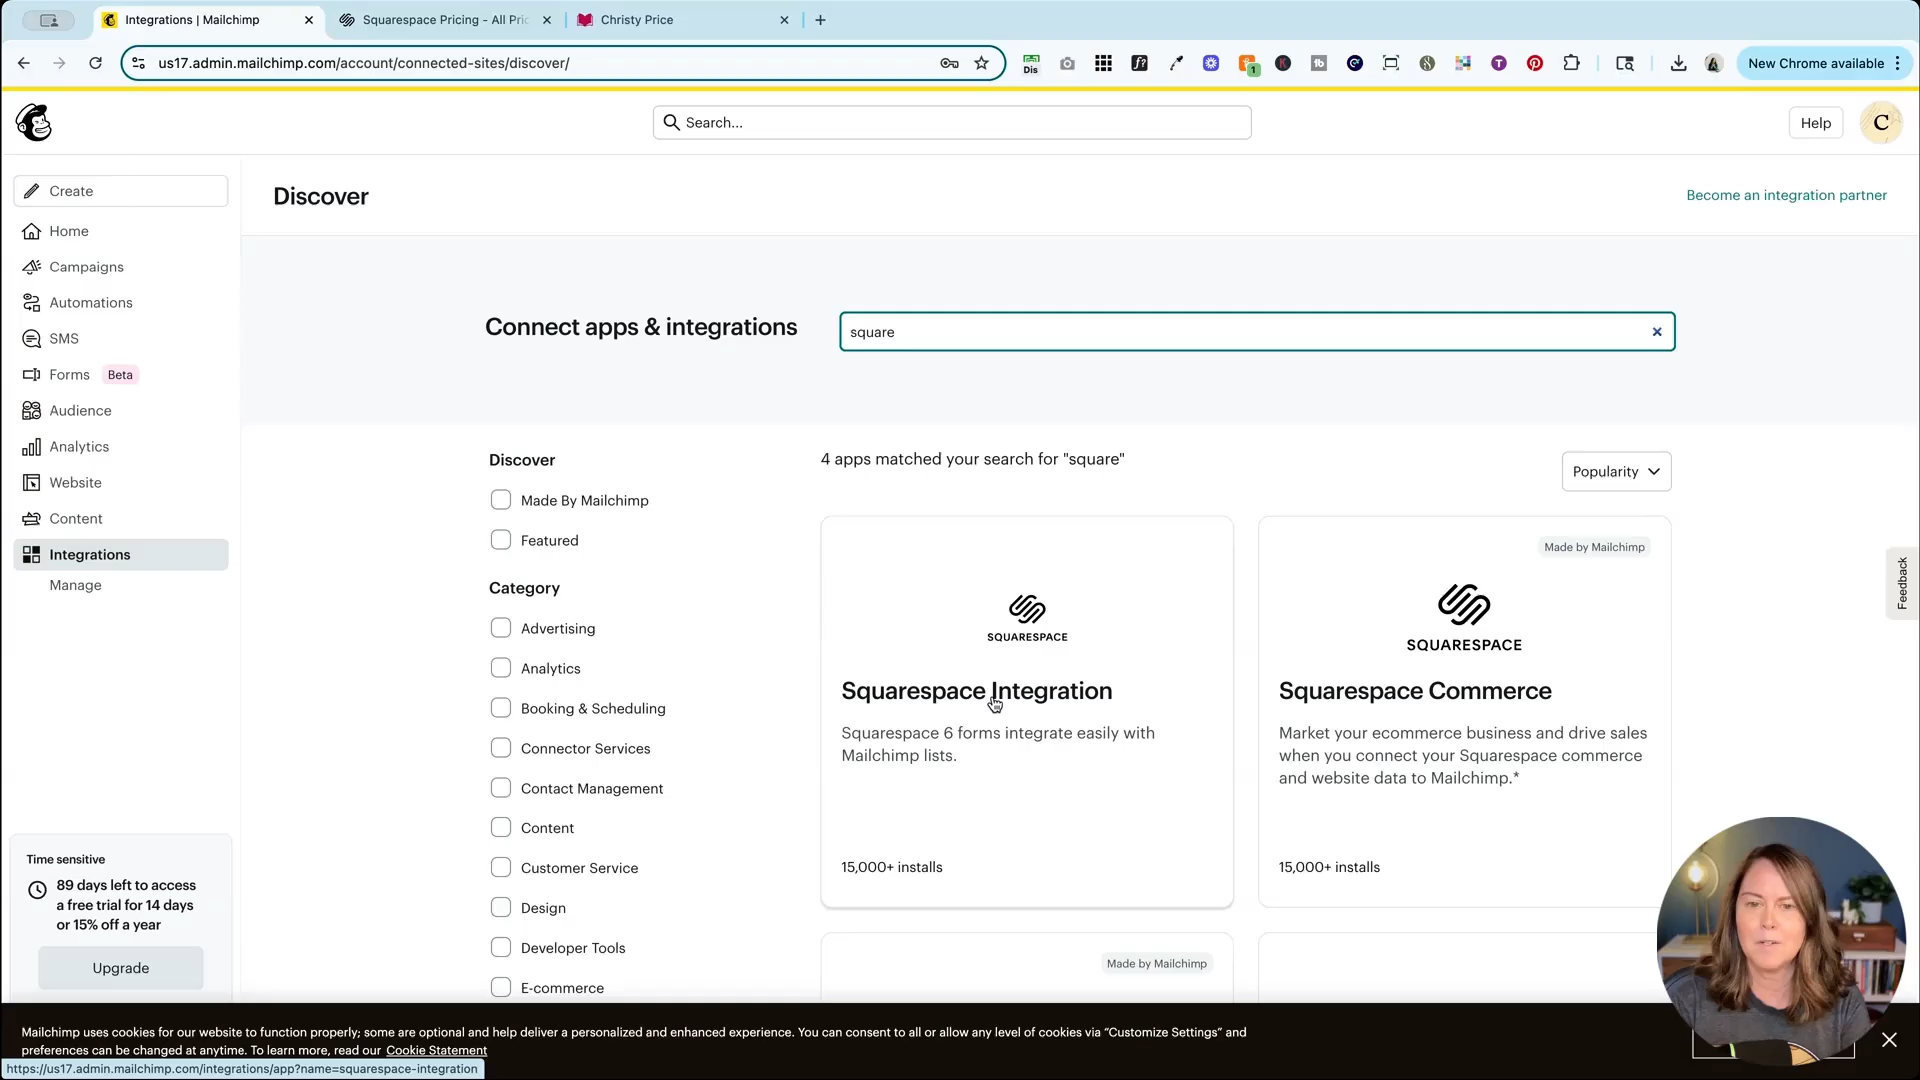 Integrations | Mailchimp
Squarespace Pricing - All Pric
Christy Price
us17.admin.mailchimp.com/account/connected-sites/discover/
Dis
1
New Chrome available
Search...
Help
C
Create
Home
Campaigns
Automations
SMS
Forms Beta
Audience
Analytics
Website
Content
Integrations
Manage
Time sensitive
89 days left to access
a free trial for 14 days
or 15% off a year
Upgrade
Discover
Become an integration partner
Connect apps & integrations
square
Discover
Made By Mailchimp
Featured
Category
Advertising
Analytics
Booking & Scheduling
Connector Services
Contact Management
Content
Customer Service
Design
Developer Tools
E-commerce
4 apps matched your search for "square"
Popularity
SQUARESPACE
Squarespace Integration
Squarespace 6 forms integrate easily with
Mailchimp lists.
15,000+ installs
Made by Mailchimp
SQUARESPACE
Squarespace Commerce
Market your ecommerce business and drive sales
when you connect your Squarespace commerce
and website data to Mailchimp.*
15,000+ installs
Made by Mailchimp
Feedback
Mailchimp uses cookies for our website to function properly; some are optional and help deliver a personalized and enhanced experience. You can consent to all or allow any level of cookies via "Customize Settings" and
preferences can be changed at anytime. To learn more, read our Cookie Statement
https://us17.admin.mailchimp.com/integrations/app?name=squarespace-integration